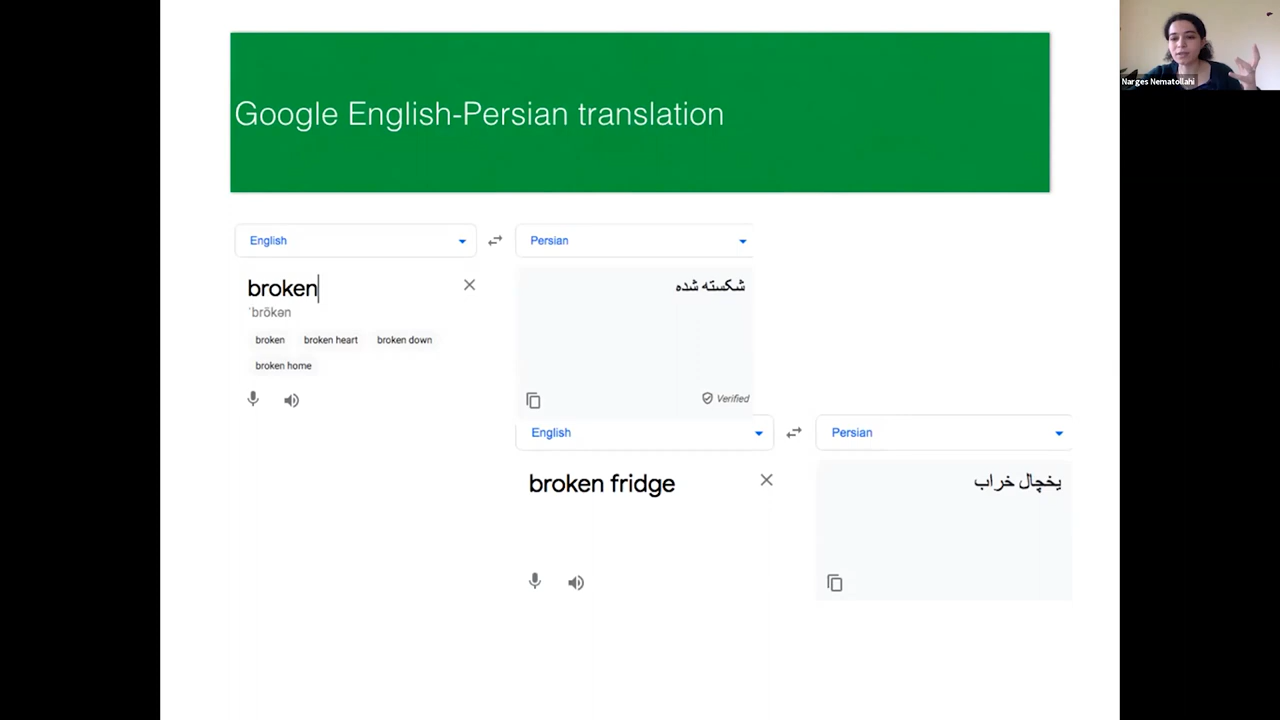 Google English-Persian translation
Narges Nematollahi
English
Persian
broken
ˈbrōkən
broken broken heart broken down
broken home
شکسته شده
Verified
English
Persian
broken fridge
یخچال خراب